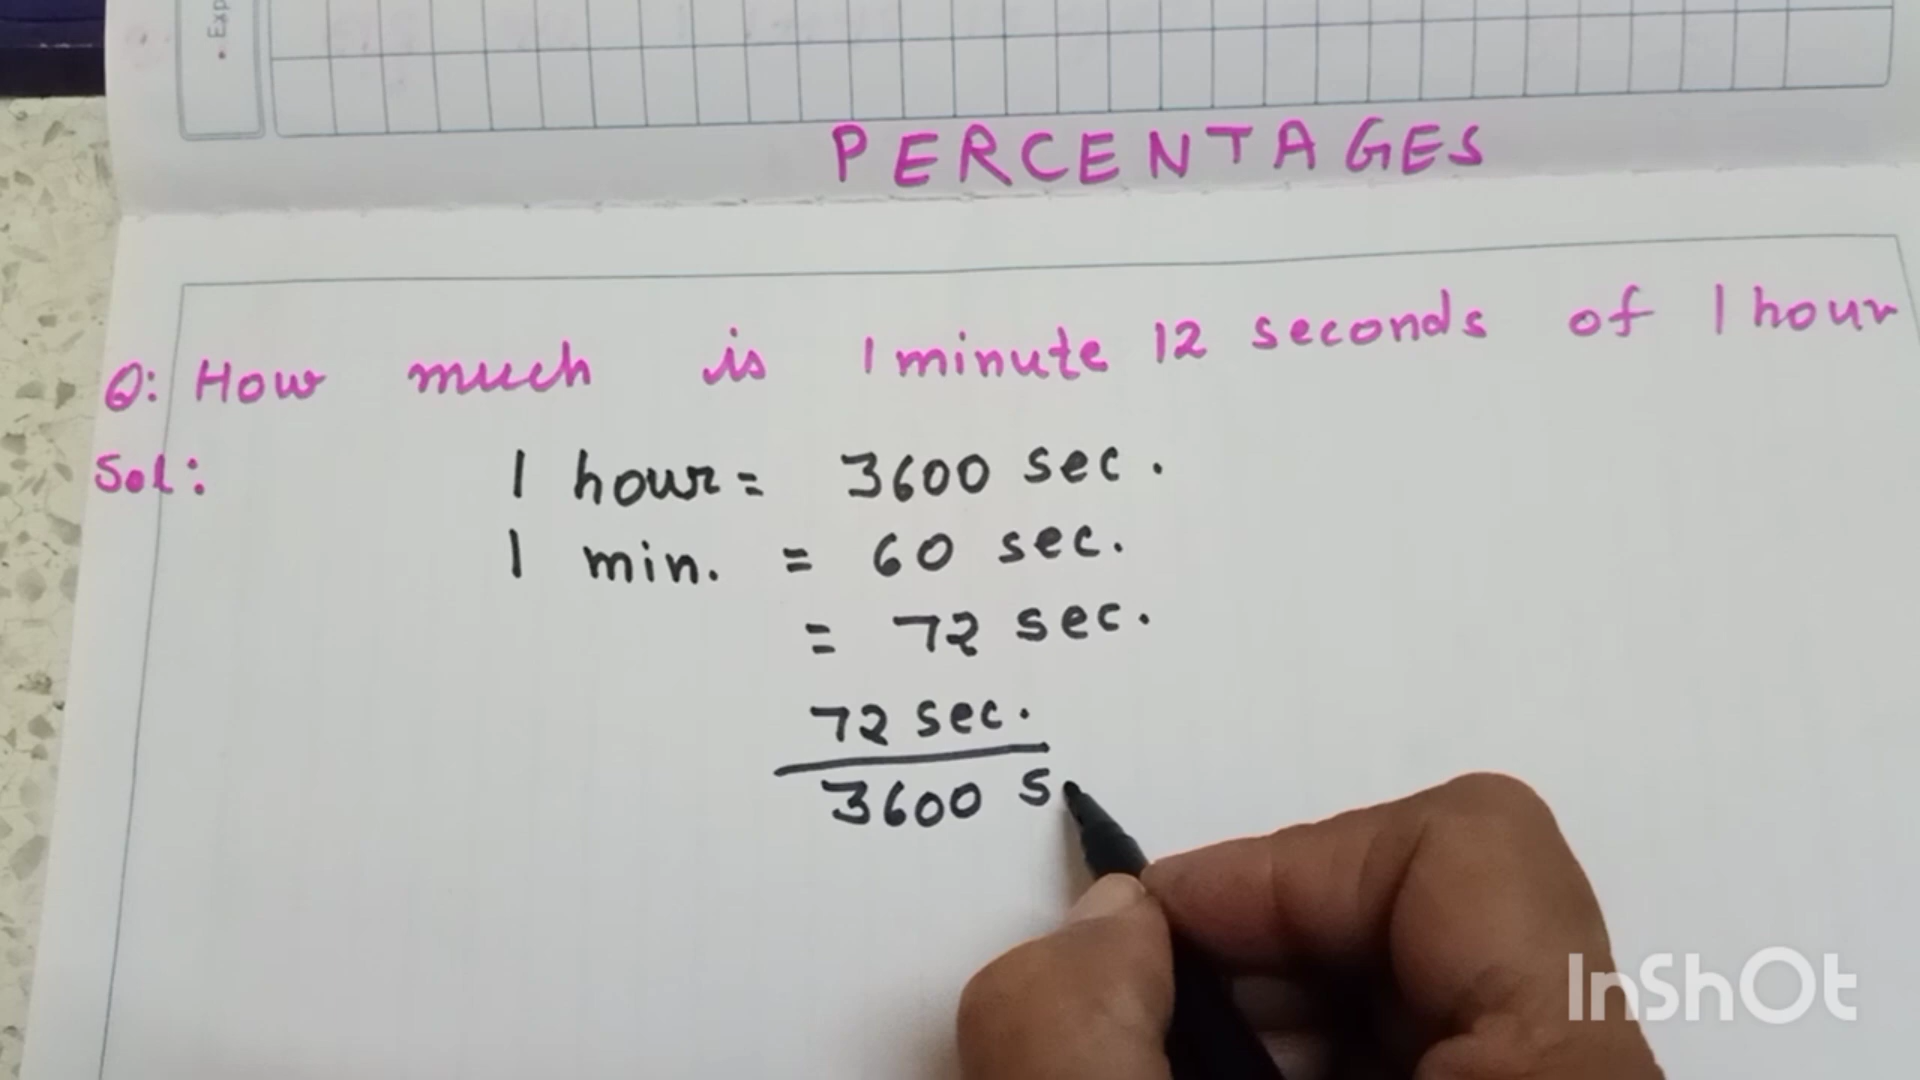 • Exp
PERCENTAGES
Q: How much is 1 minute 12 seconds of 1 hour
Sol:
1 hour = 3600 sec.
1 min. = 60 sec.
= 72 sec.
72 sec.
3600 s
InShOt